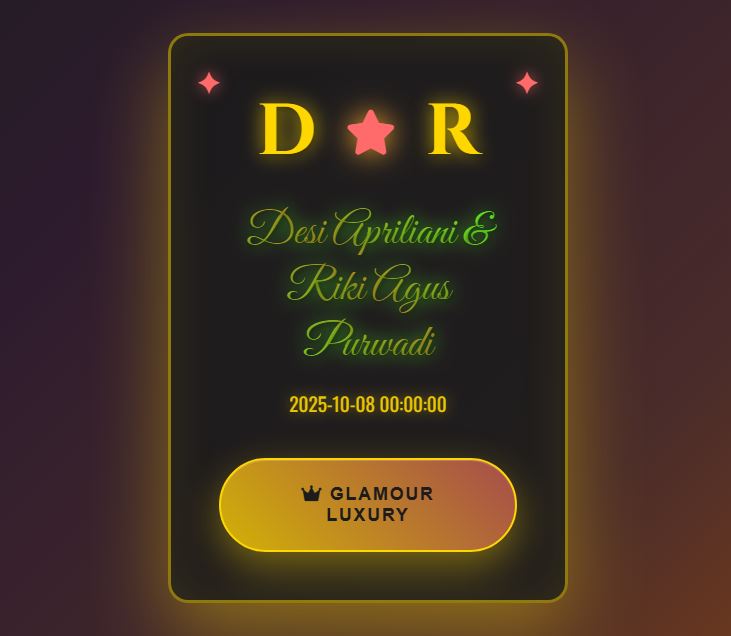 D R
Desi Apriliani &
Riki Agus
Purwadi
2025-10-08 00:00:00
GLAMOUR
LUXURY